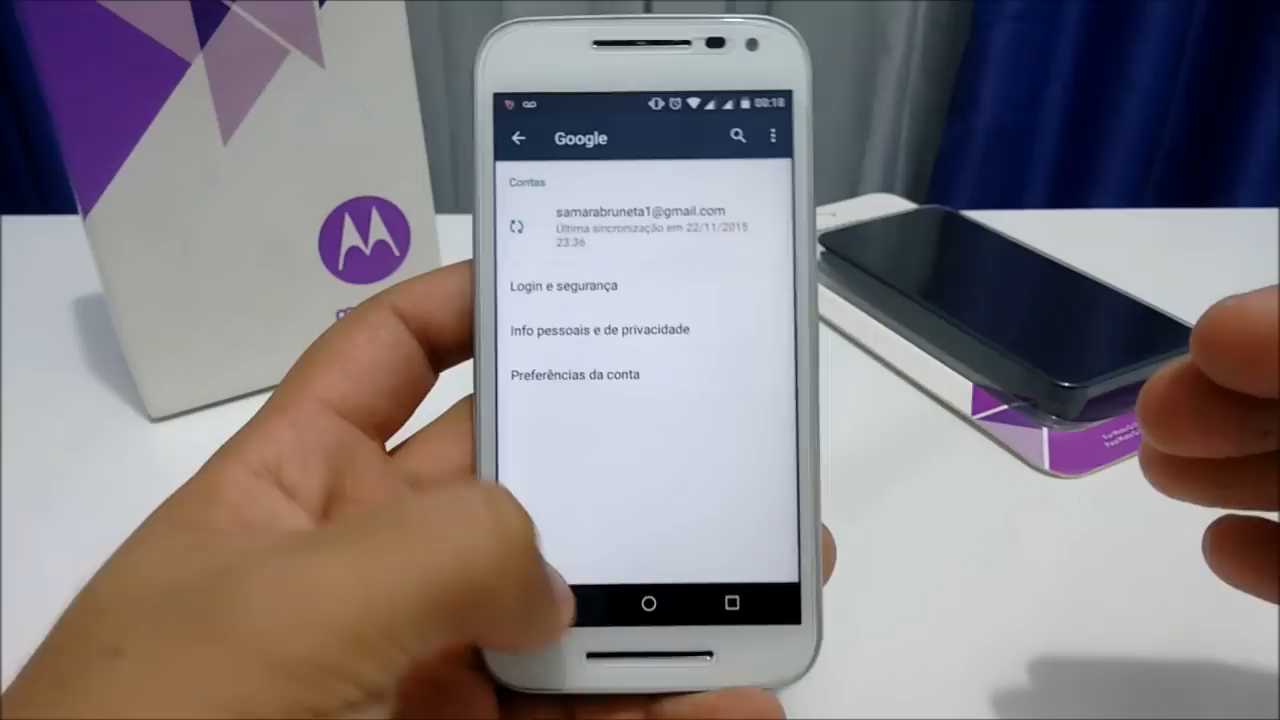 00:18
Google
Contas
samarabruneta1@gmail.com
Última sincronização em 22/11/2015
23:36
Login e segurança
Info pessoais e de privacidade
Preferências da conta